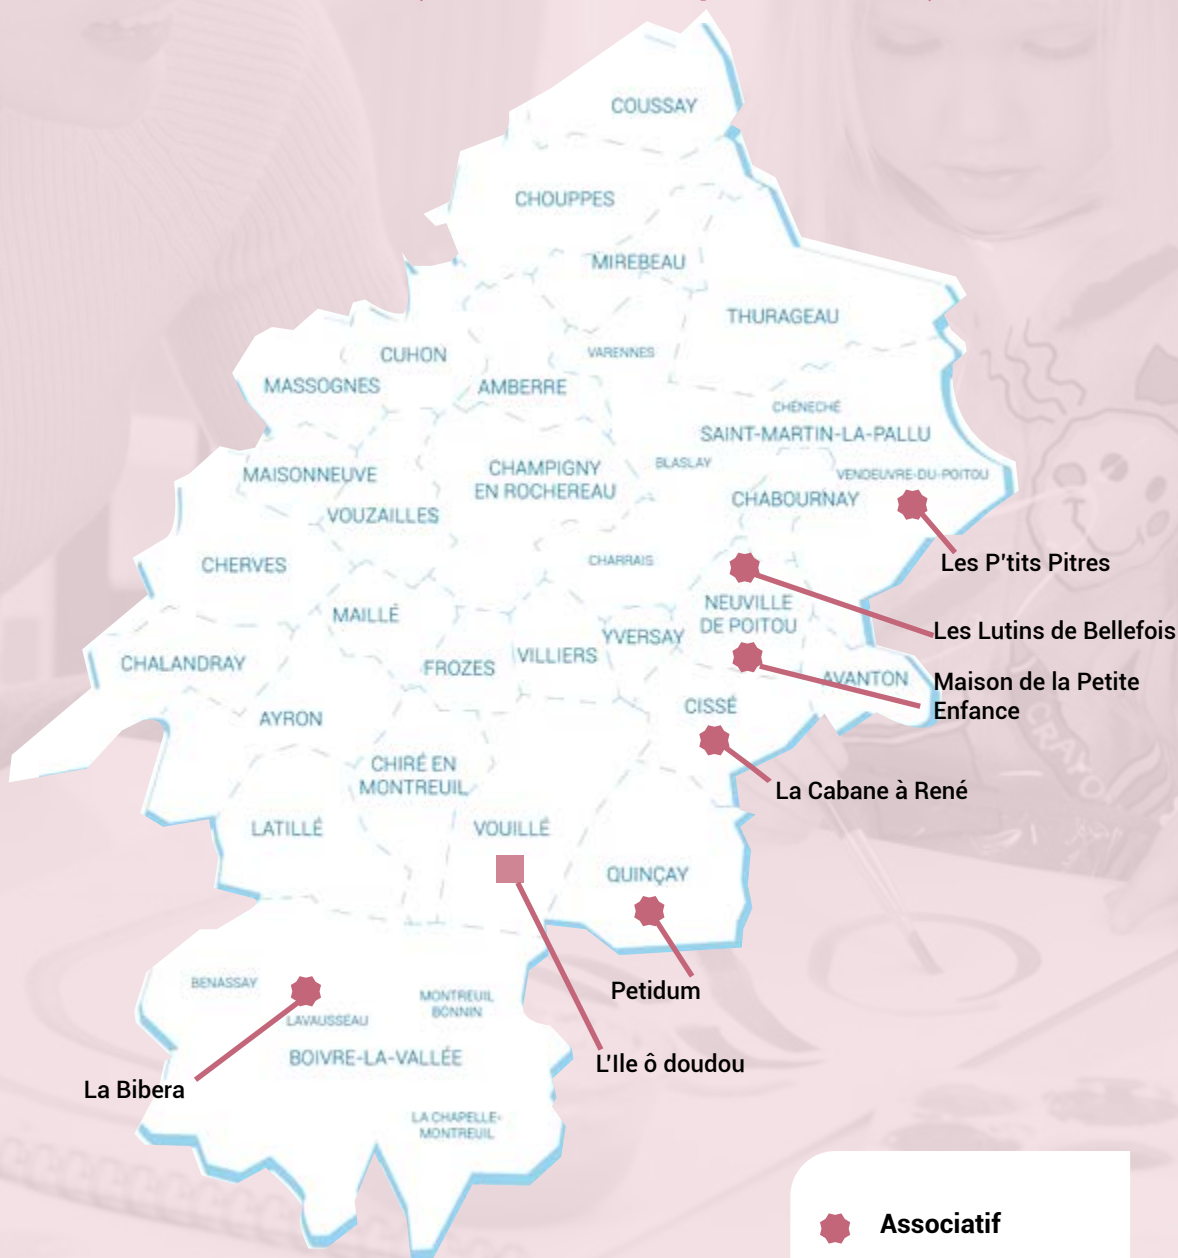 COUSSAY
CHOUPPES
MIREBEAU
THURAGEAU
CUHON
VARENNES
MASSOGNES
AMBERRE
CHÉNECHÉ
SAINT-MARTIN-LA-PALLU
MAISONNEUVE
CHAMPIGNY
EN ROCHEREAU
BLASLAY
VENDEUVRE-DU-POITOU
CHABOURNAY
VOUZAILLES
CHERVES
CHARRAIS
Les P'tits Pitres
MAILLÉ
NEUVILLE
DE POITOU
Les Lutins de Bellefois
YVERSAY
VILLIERS
FROZES
CHALANDRAY
AVANTON
Maison de la Petite
Enfance
AYRON
CISSÉ
CHIRÉ EN
MONTREUIL
La Cabane à René
LATILLÉ
VOUILLÉ
QUINÇAY
BENASSAY
MONTREUIL
BONNIN
Petidum
LAVAUSSEAU
BOIVRE-LA-VALLÉE
L'Ile ô doudou
La Bibera
LA CHAPELLE-
MONTREUIL
Associatif
CRAYO